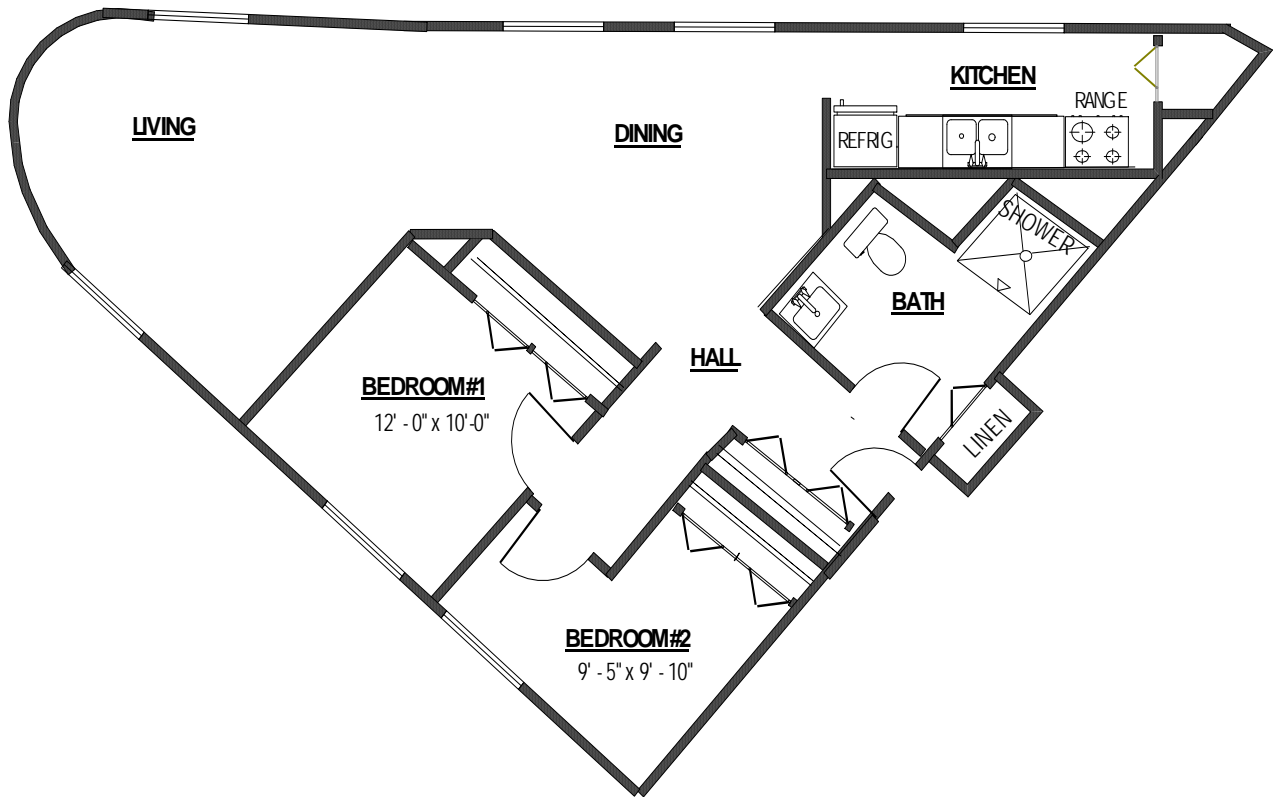 KITCHEN
RANGE
LIVING
DINING
REFRIG.
SHOWER
BATH
HALL
BEDROOM#1
12' - 0" x 10'-0"
LINEN
BEDROOM#2
9' - 5" x 9' - 10"